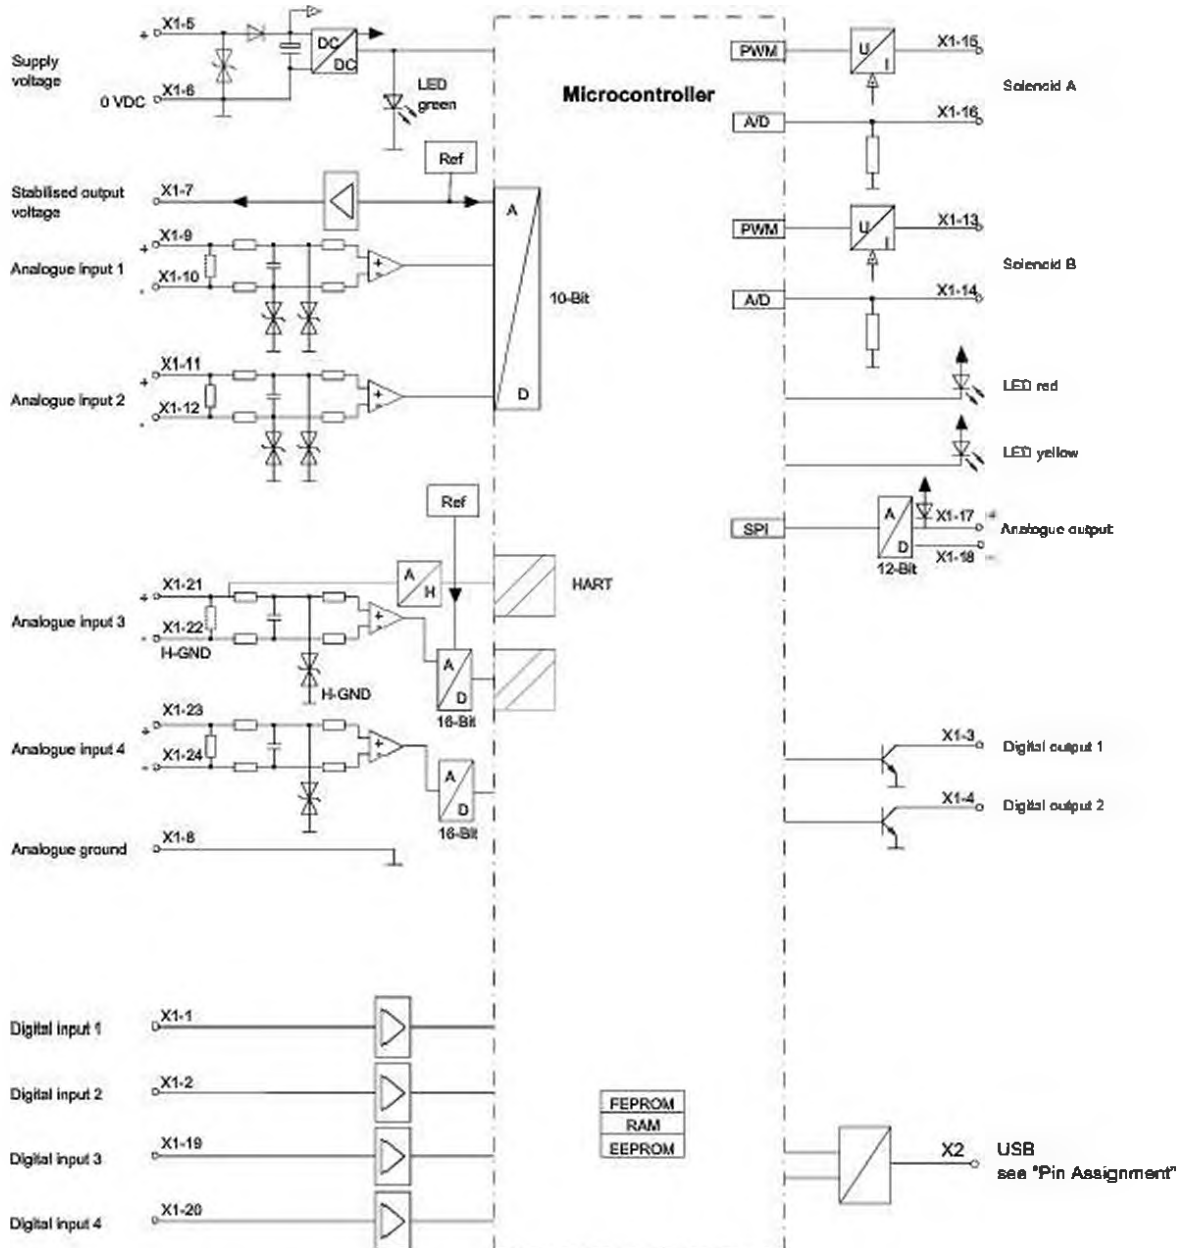 X1-5
+
Supply
voltage
0 VDC
X1-6
DC
DC
LED
green
Microcontroller
Ref
Stabilised output
voltage
X1-7
X1-9
+
Analogue input 1
X1-10
-
A
D
10-Bit
X1-11
+
Analogue input 2
X1-12
-
Ref
X1-21
+
Analogue input 3
X1-22
-
H-GND
H-GND
A
H
HART
A
D
16-Bit
X1-23
+
Analogue input 4
X1-24
-
A
D
16-Bit
Analogue ground
X1-8
Digital input 1
X1-1
Digital input 2
X1-2
Digital input 3
X1-19
Digital input 4
X1-20
FEPROM
RAM
EEPROM
PWM
U
I
X1-15
Solenoid A
A/D
X1-16
PWM
U
I
X1-13
Solenoid B
A/D
X1-14
LED red
LED yellow
SPI
A
D
12-Bit
X1-17
+
Analogue output
X1-18
-
X1-3
Digital output 1
X1-4
Digital output 2
X2
USB
see "Pin Assignment"